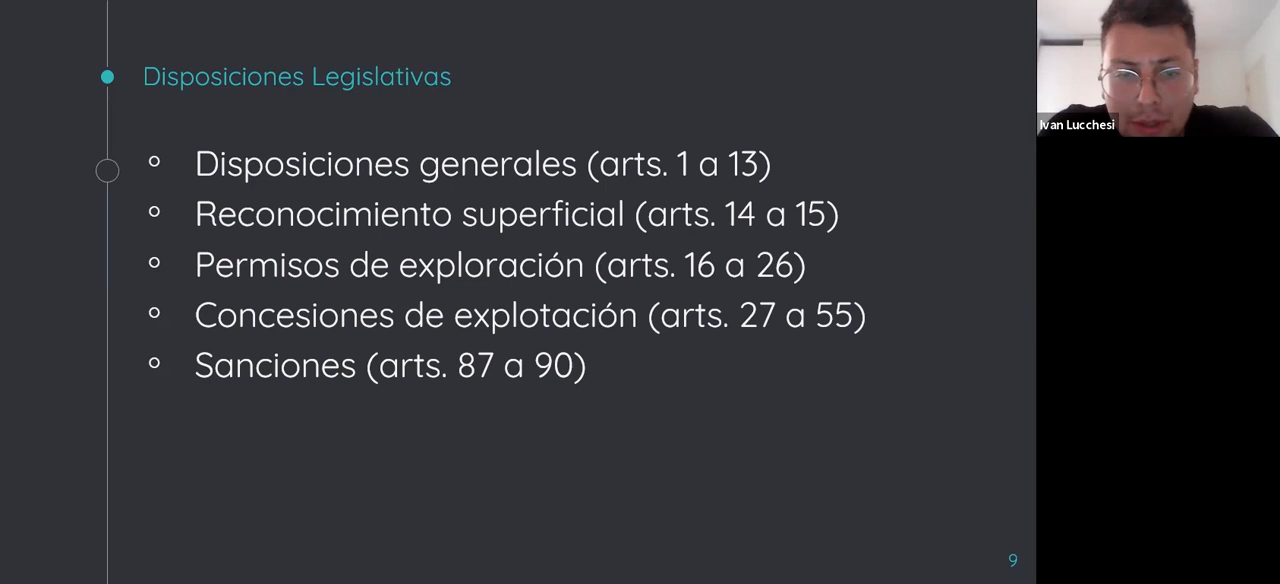 Disposiciones Legislativas
Disposiciones generales (arts. 1 a 13)
Reconocimiento superficial (arts. 14 a 15)
Permisos de exploración (arts. 16 a 26)
Concesiones de explotación (arts. 27 a 55)
Sanciones (arts. 87 a 90)
9
Ivan Lucchesi